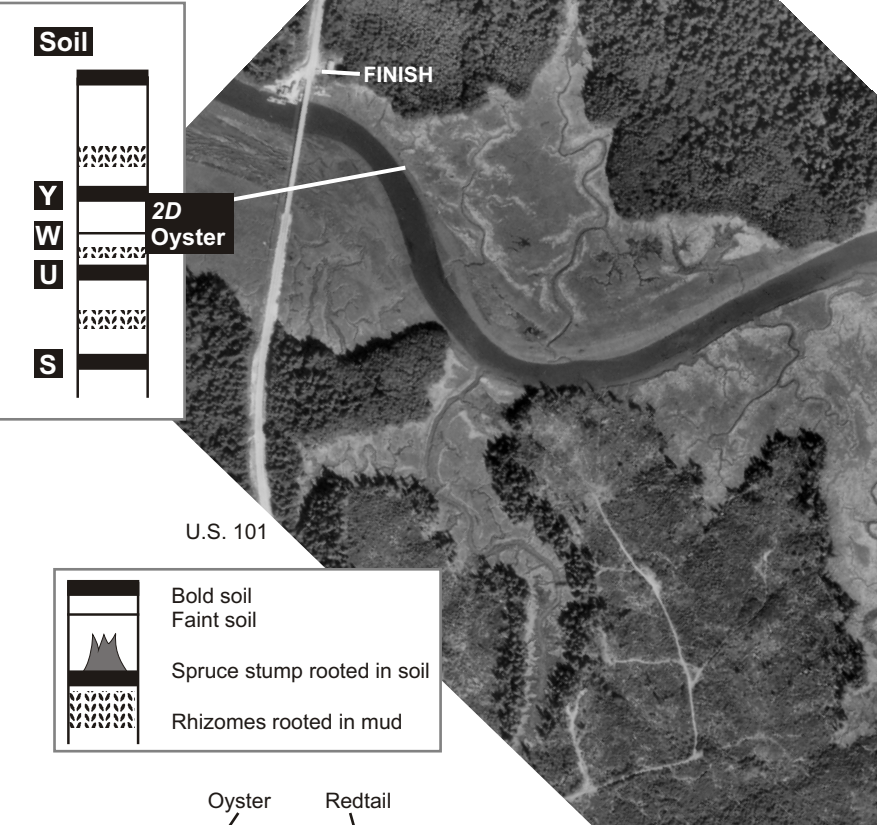 Soil
FINISH
Y
2D
W
Oyster
U
S
U.S. 101
Bold soil
Faint soil
Spruce stump rooted in soil
Rhizomes rooted in mud
Oyster Redtail